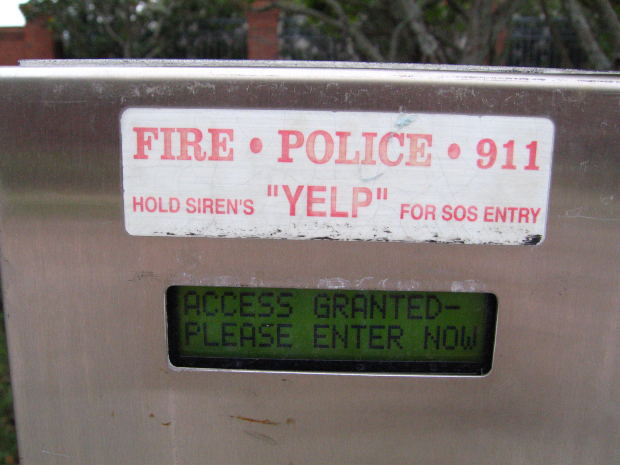 FIRE • POLICE • 911
HOLD SIREN'S "YELP" FOR SOS ENTRY
ACCESS GRANTED-
PLEASE ENTER NOW